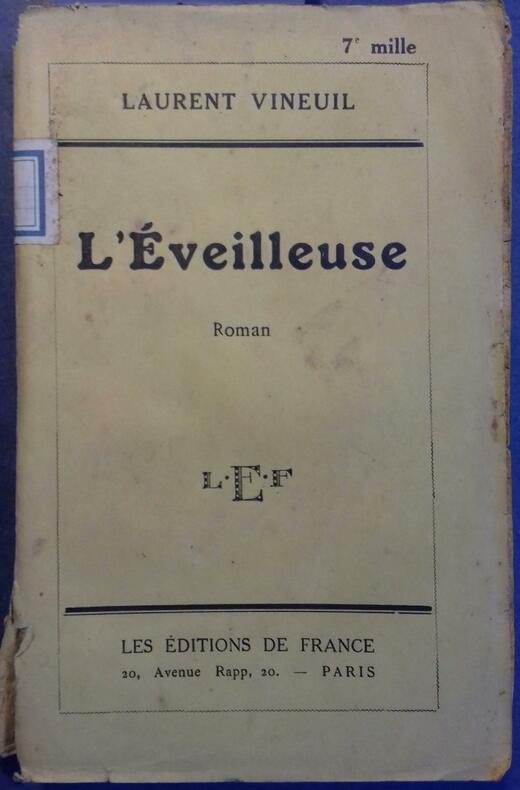 7e mille
LAURENT VINEUIL
L'Éveilleuse
Roman
L·E·F
LES ÉDITIONS DE FRANCE
20, Avenue Rapp, 20. — PARIS